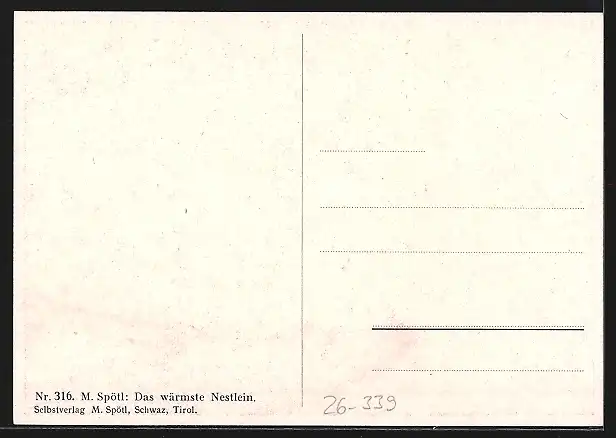 Nr. 316. M. Spötl: Das wärmste Nestlein.
Selbstverlag M. Spötl, Schwaz, Tirol.
26-339